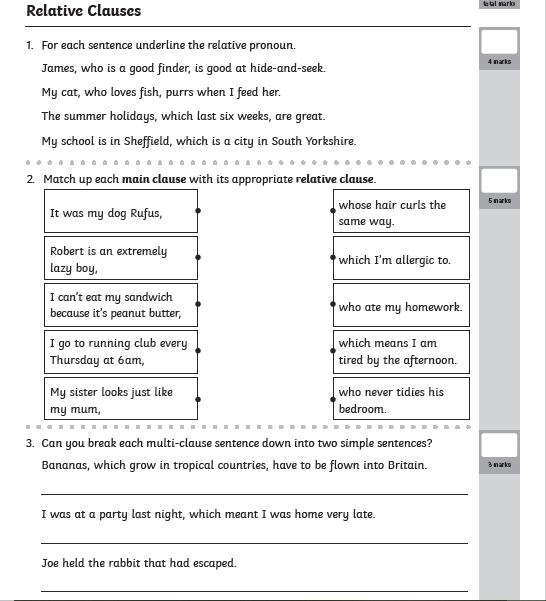 total marks
Relative Clauses
1. For each sentence underline the relative pronoun.
James, who is a good finder, is good at hide-and-seek.
My cat, who loves fish, purrs when I feed her.
The summer holidays, which last six weeks, are great.
My school is in Sheffield, which is a city in South Yorkshire.
4 marks
2. Match up each main clause with its appropriate relative clause.
5 marks
It was my dog Rufus,
whose hair curls the
same way.
Robert is an extremely
lazy boy,
which I'm allergic to.
I can't eat my sandwich
because it's peanut butter,
who ate my homework.
I go to running club every
Thursday at 6am,
which means I am
tired by the afternoon.
My sister looks just like
my mum,
who never tidies his
bedroom.
3. Can you break each multi-clause sentence down into two simple sentences?
3 marks
Bananas, which grow in tropical countries, have to be flown into Britain.
I was at a party last night, which meant I was home very late.
Joe held the rabbit that had escaped.